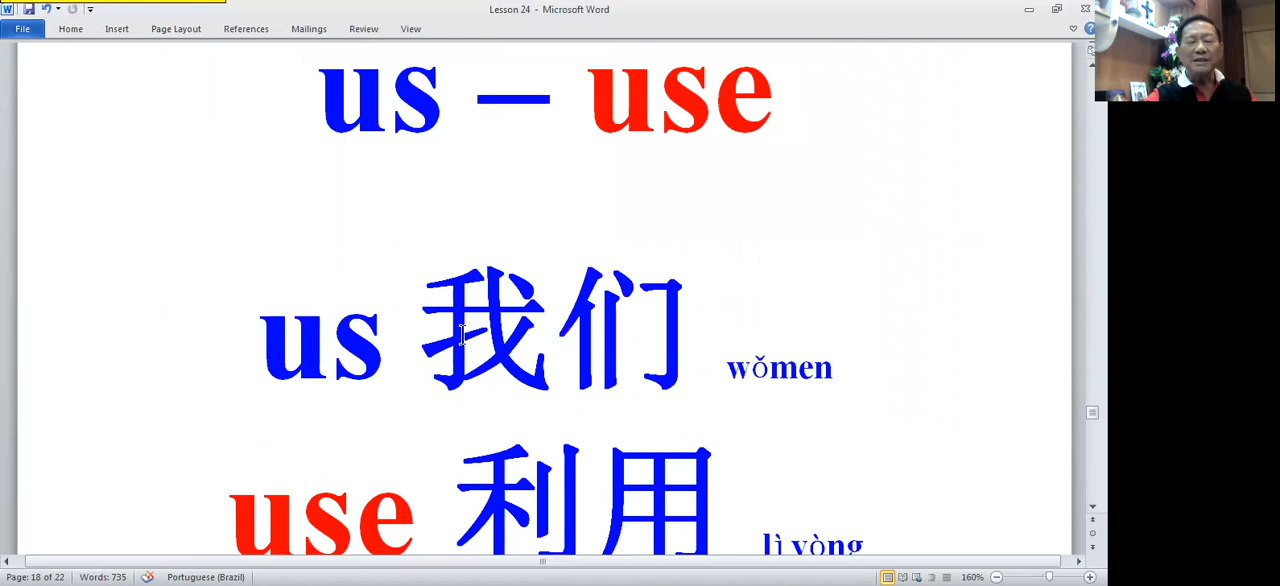 Lesson 24 - Microsoft Word
File Home Insert Page Layout References Mailings Review View
us – use
us 我们 wǒmen
use 利用 lì yòng
Page: 18 of 22 Words: 735 Portuguese (Brazil) 160%